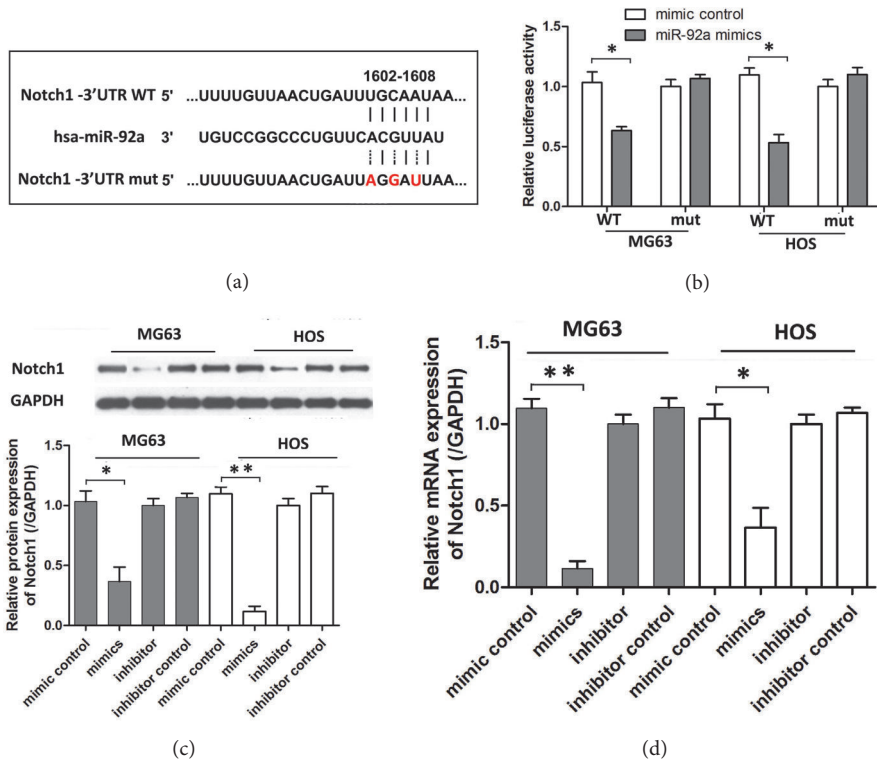 1602-1608
Notch1 -3'UTR WT 5' ...UUUUGUUAACUGAUUUGCAAUAA...
hsa-miR-92a 3' UGUCCGGCCCUGUUCACGUUAU
Notch1 -3'UTR mut 5' ...UUUUGUUAACUGAUUAGGAUUAA...
(a)
mimic control
miR-92a mimics
Relative luciferase activity
1.5
1.0
0.5
0.0
* *
WT mut WT mut
MG63 HOS
(b)
MG63 HOS
Notch1
GAPDH
MG63 HOS
Relative protein expression
of Notch1 (/GAPDH)
1.5
1.0
0.5
0.0
* **
mimic control
mimics
inhibitor
inhibitor control
mimic control
mimics
inhibitor
inhibitor control
(c)
MG63 HOS
Relative mRNA expression
of Notch1 (/GAPDH)
1.5
1.0
0.5
0.0
** *
mimic control
mimics
inhibitor
inhibitor control
mimic control
mimics
inhibitor
inhibitor control
(d)